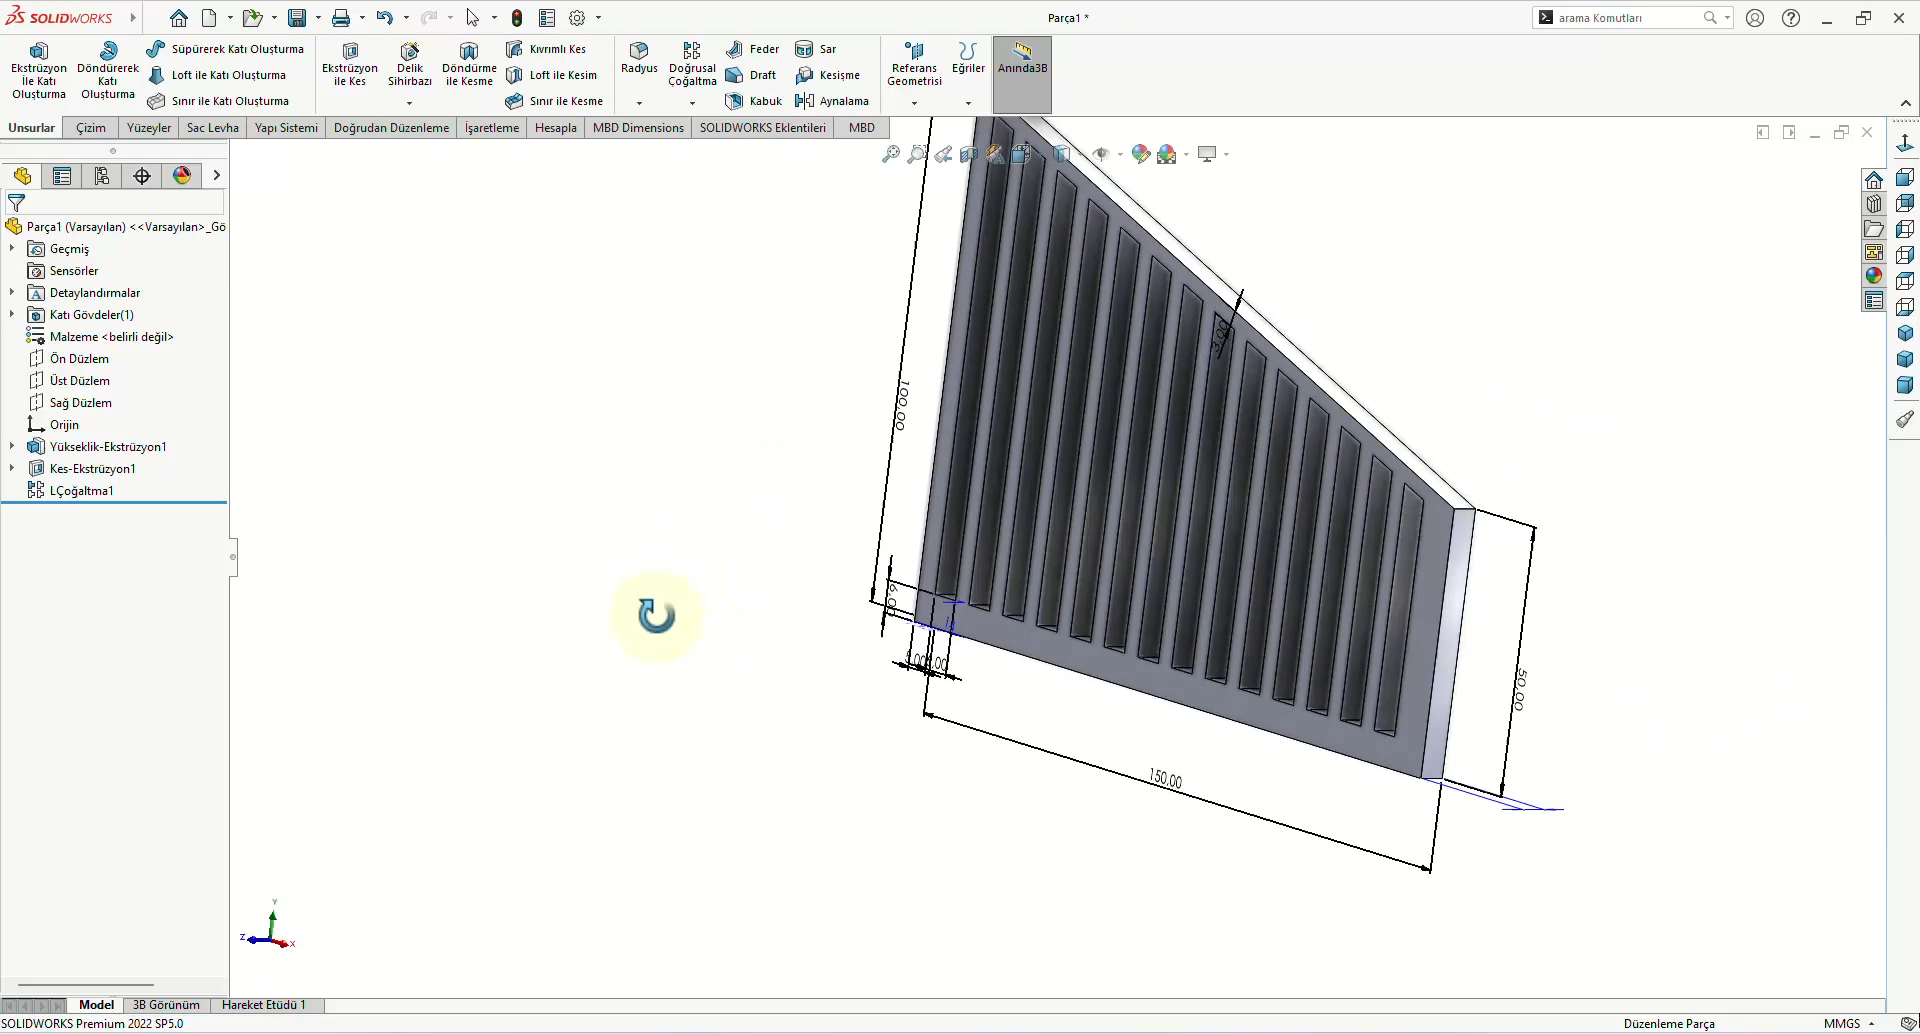 SOLIDWORKS
Parça1 *
arama Komutları
Ekstrüzyon İle Katı Oluşturma
Döndürerek Katı Oluşturma
Süpürerek Katı Oluşturma
Loft ile Katı Oluşturma
Sınır ile Katı Oluşturma
Ekstrüzyon ile Kes
Delik Sihirbazı
Döndürme ile Kesme
Kıvrımlı Kes
Loft ile Kesim
Sınır ile Kesme
Radyus
Doğrusal Çoğaltma
Feder
Draft
Kabuk
Sar
Kesişme
Aynalama
Referans Geometrisi
Eğriler
Anında3B
Unsurlar Çizim Yüzeyler Sac Levha Yapı Sistemi Doğrudan Düzenleme İşaretleme Hesapla MBD Dimensions SOLIDWORKS Eklentileri MBD
Parça1 (Varsayılan) <<Varsayılan>_Gö
Geçmiş
Sensörler
Detaylandırmalar
Katı Gövdeler(1)
Malzeme <belirli değil>
Ön Düzlem
Üst Düzlem
Sağ Düzlem
Orijin
Yükseklik-Ekstrüzyon1
Kes-Ekstrüzyon1
LÇoğaltma1
3.00
100.00
6.00
50.00
150.00
Y
Z
X
Model 3B Görünüm Hareket Etüdü 1
SOLIDWORKS Premium 2022 SP5.0
Düzenleme Parça
MMGS